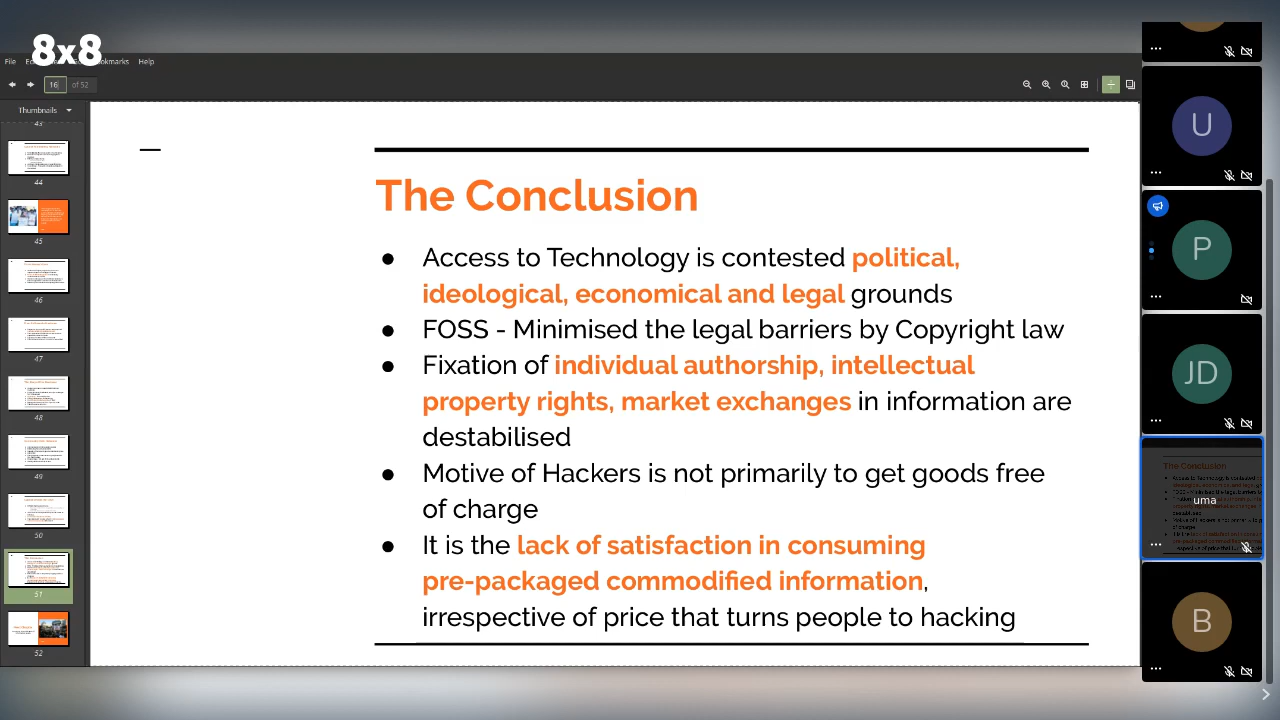 8x8
File
Help
16
of 52
Thumbnails
43
44
45
46
47
48
49
50
51
52
The Conclusion
● Access to Technology is contested political,
ideological, economical and legal grounds
● FOSS - Minimised the legal barriers by Copyright law
● Fixation of individual authorship, intellectual
property rights, market exchanges in information are
destabilised
● Motive of Hackers is not primarily to get goods free
of charge
● It is the lack of satisfaction in consuming
pre-packaged commodified information,
irrespective of price that turns people to hacking
U
P
JD
uma
B